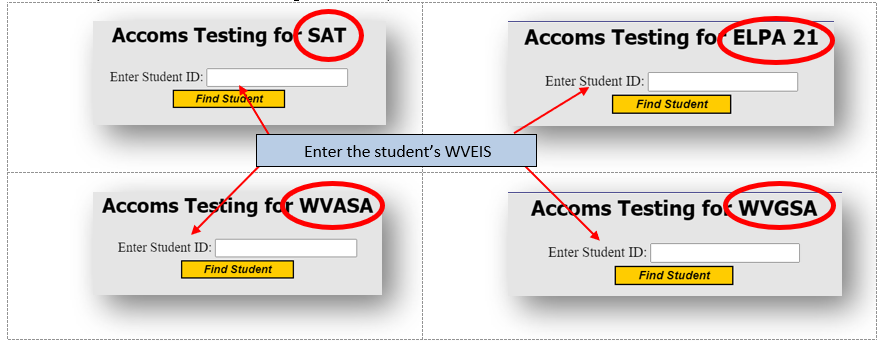 Accoms Testing for SAT
Enter Student ID:
Find Student
Accoms Testing for ELPA 21
Enter Student ID:
Find Student
Enter the student's WVEIS
Accoms Testing for WVASA
Enter Student ID:
Find Student
Accoms Testing for WVGSA
Enter Student ID:
Find Student